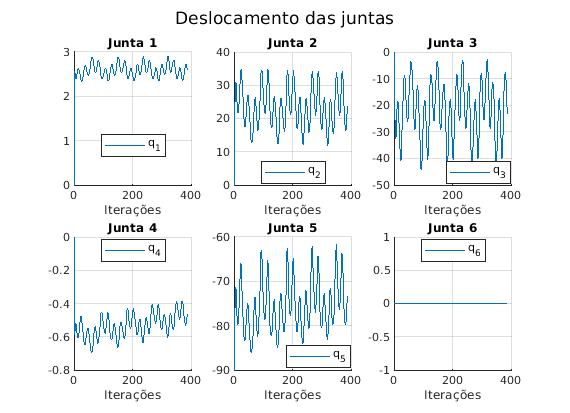 Deslocamento das juntas
Junta 1
3
2
1
0
q1
0
200
400
Iterações
Junta 2
40
30
20
10
0
q2
0
200
400
Iterações
Junta 3
0
-10
-20
-30
-40
-50
q3
0
200
400
Iterações
Junta 4
0
-0.2
-0.4
-0.6
-0.8
q4
0
200
400
Iterações
Junta 5
-60
-70
-80
-90
q5
0
200
400
Iterações
Junta 6
1
0.5
0
-0.5
-1
q6
0
200
400
Iterações